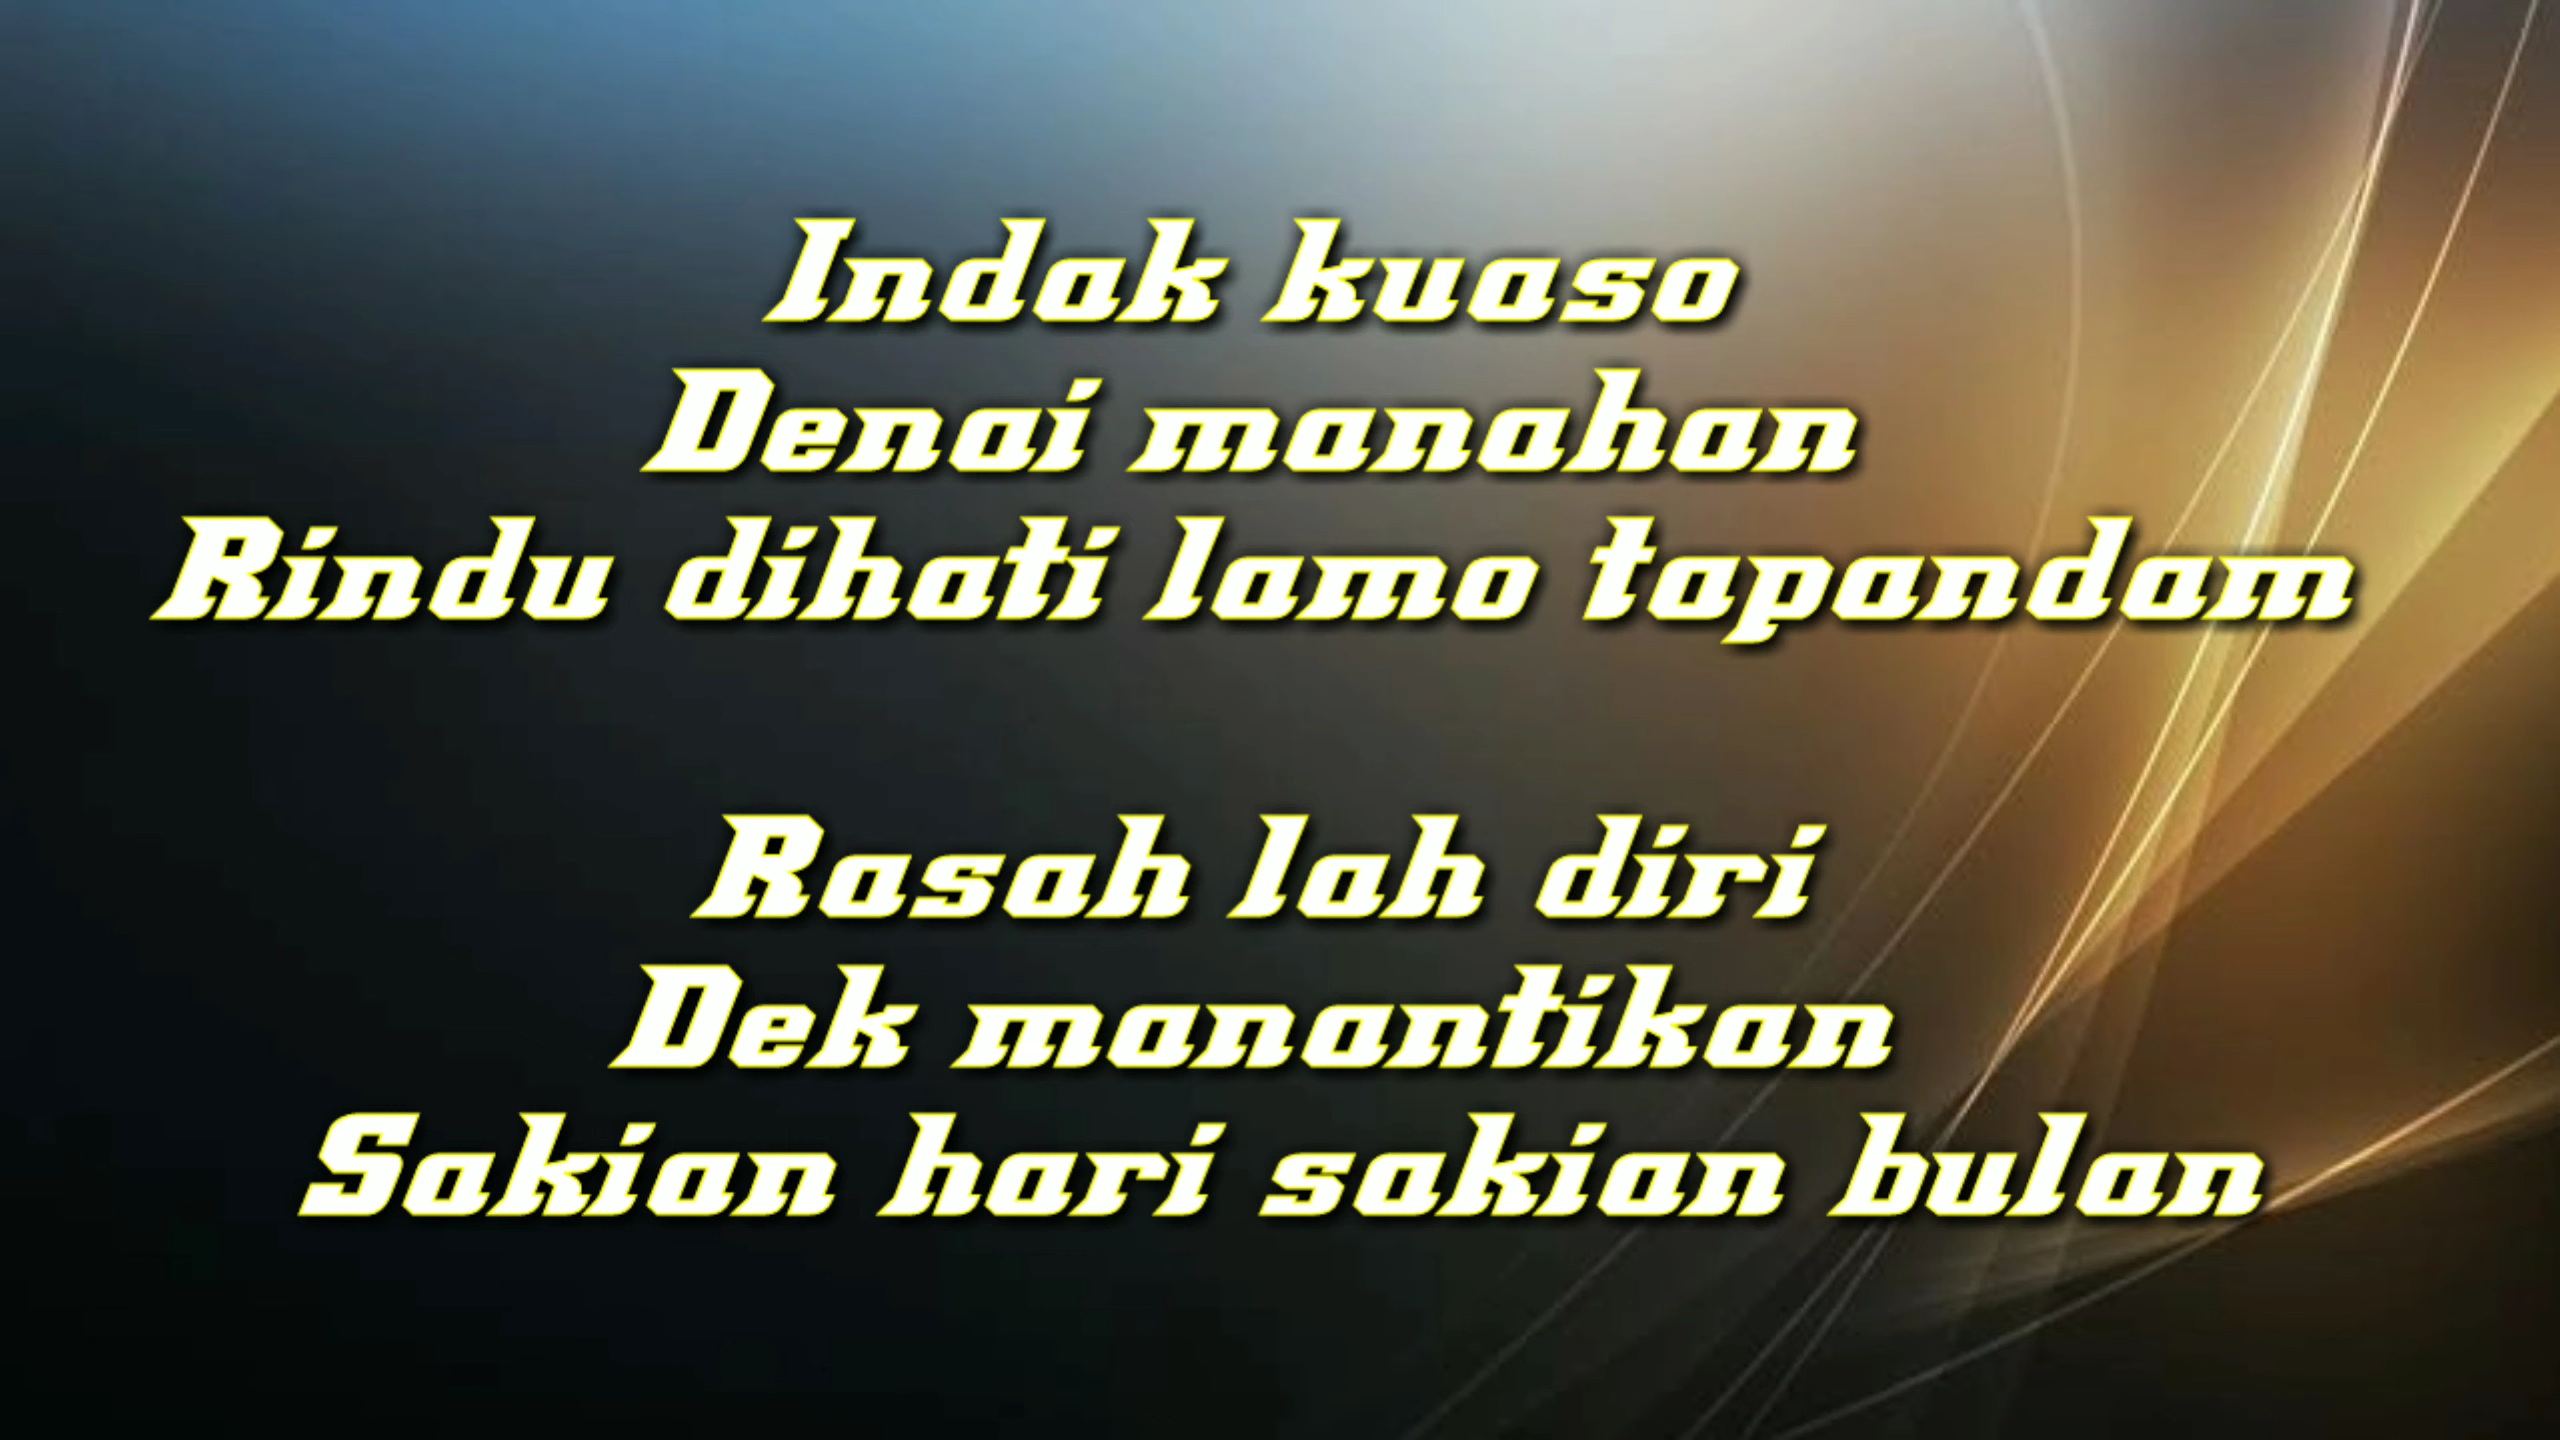 Indak kuaso
Denai manahan
Rindu dihati lamo tapandam
Rasah lah diri
Dek manantikan
Sakian hari sakian bulan